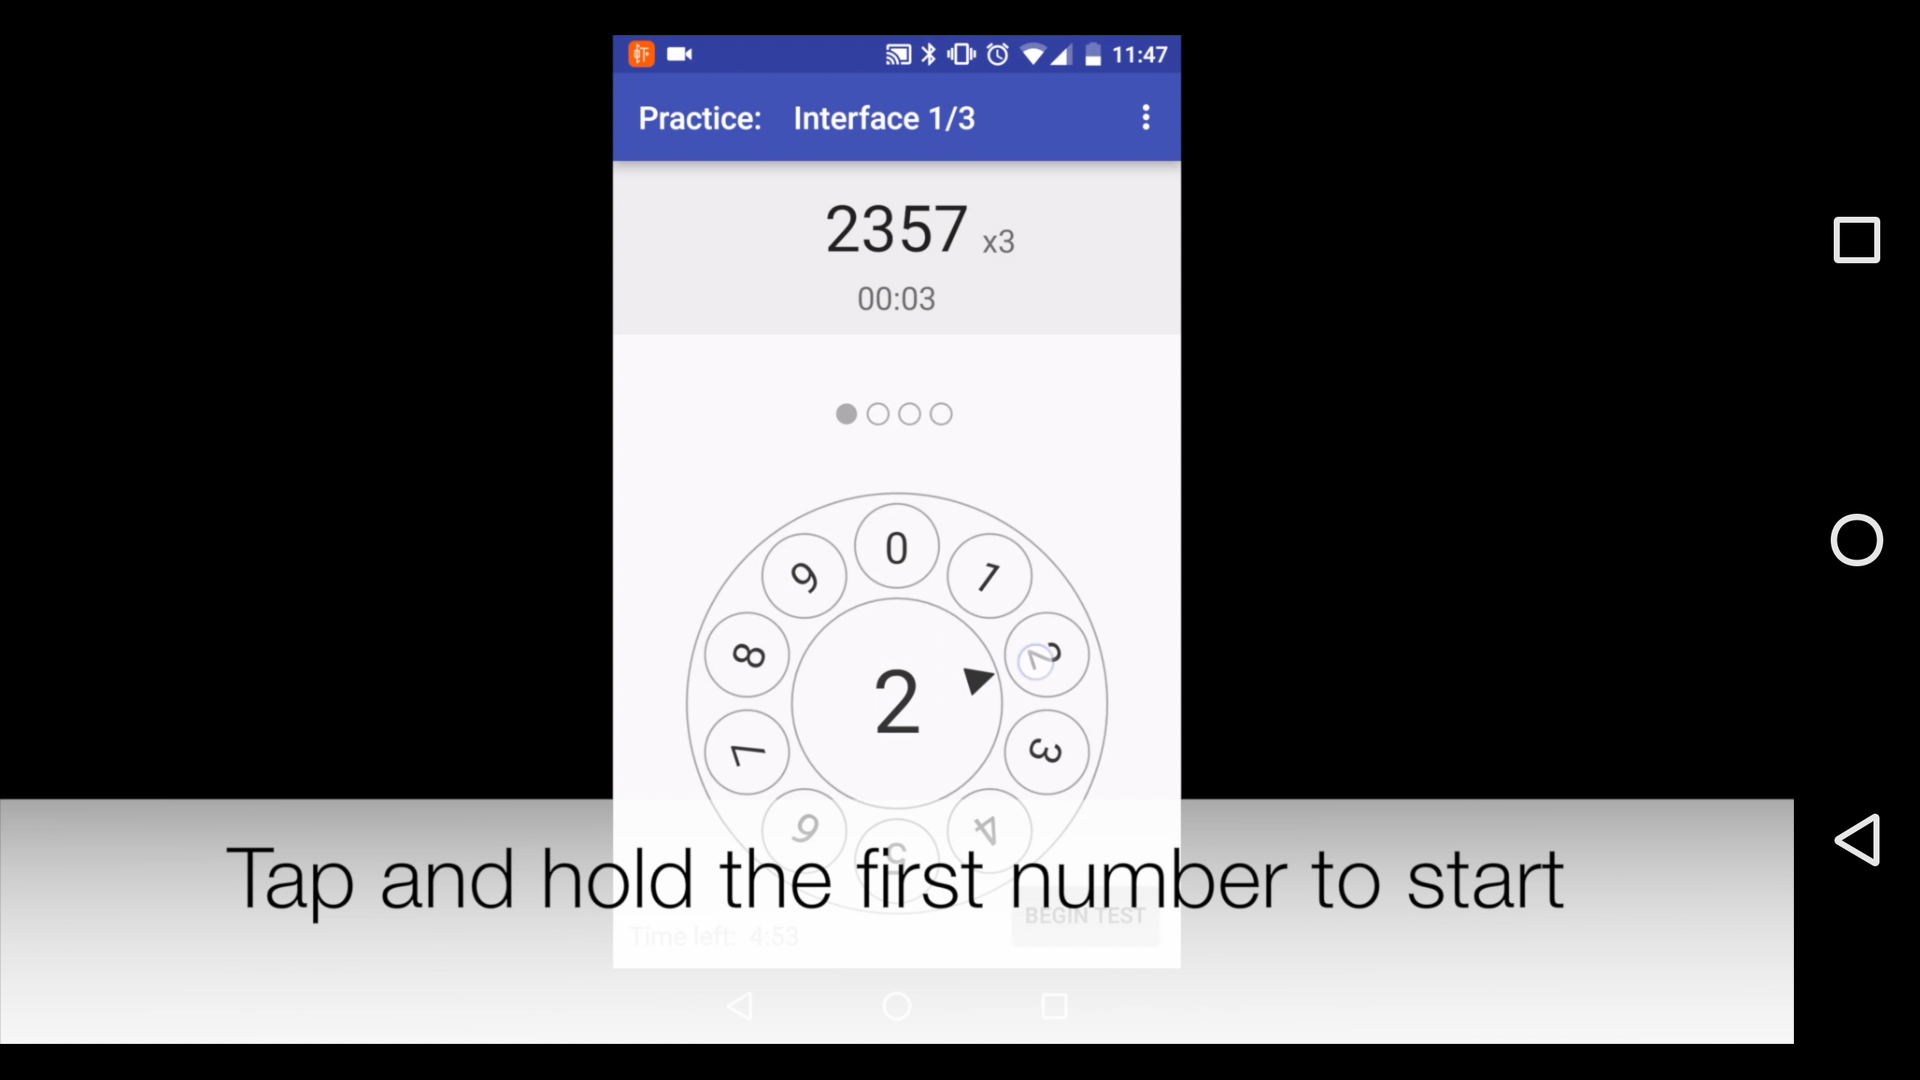 11:47
Practice: Interface 1/3
2357 x3
00:03
0
1
2
3
4
5
6
7
8
9
2
Tap and hold the first number to start
BEGIN TEST
Time left: 4:53